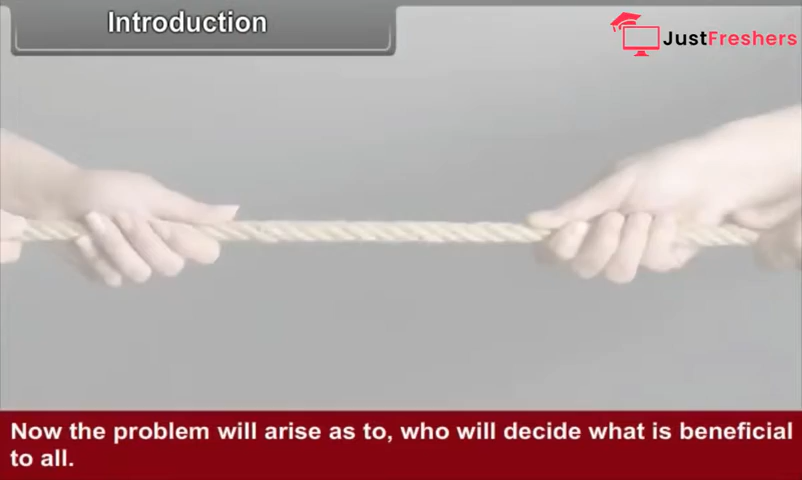 Introduction
JustFreshers
Now the problem will arise as to, who will decide what is beneficial
to all.